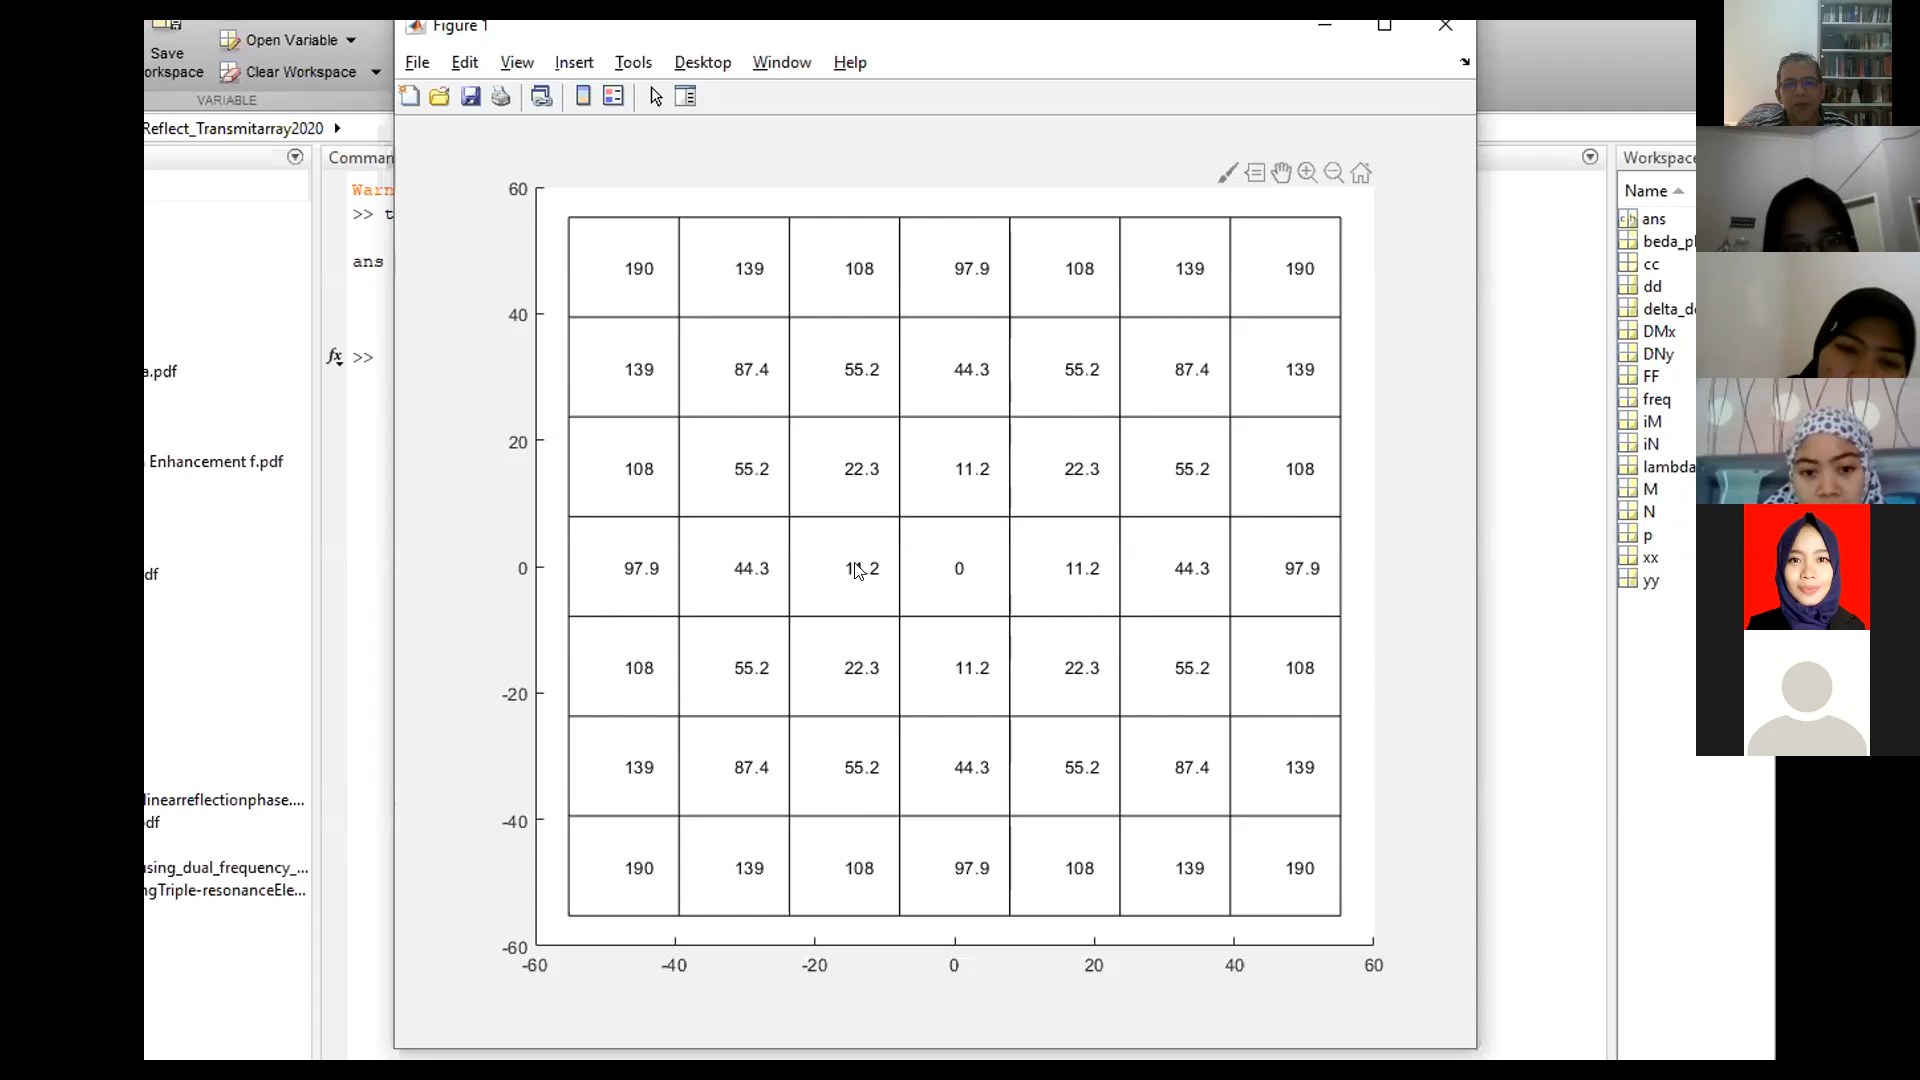 Figure 1
Save
orkspace
Open Variable
Clear Workspace
VARIABLE
File Edit View Insert Tools Desktop Window Help
Reflect_Transmitarray2020
Comman
Warn
>> t
ans
fx >>
a.pdf
Enhancement f.pdf
df
linearreflectionphase....
df
using_dual_frequency_...
ngTriple-resonanceEle...
60
40
20
0
-20
-40
-60
190 139 108 97.9 108 139 190
139 87.4 55.2 44.3 55.2 87.4 139
108 55.2 22.3 11.2 22.3 55.2 108
97.9 44.3 11.2 0 11.2 44.3 97.9
108 55.2 22.3 11.2 22.3 55.2 108
139 87.4 55.2 44.3 55.2 87.4 139
190 139 108 97.9 108 139 190
-60 -40 -20 0 20 40 60
Workspace
Name
ans
beda_pl
cc
dd
delta_d
DMx
DNy
FF
freq
iM
iN
lambda
M
N
p
xx
yy